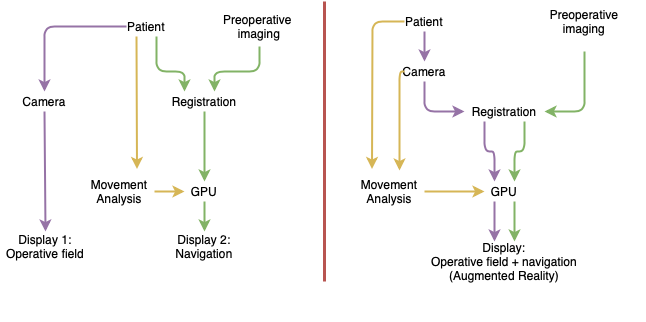 Patient
Preoperative
imaging
Camera
Registration
Movement
Analysis
GPU
Display 1:
Operative field
Display 2:
Navigation
Patient
Preoperative
imaging
Camera
Registration
Movement
Analysis
GPU
Display:
Operative field + navigation
(Augmented Reality)